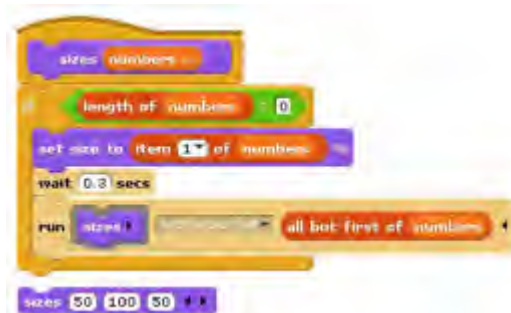 sizes numbers
length of numbers 0
set size to item 1 of numbers %
wait 0.3 secs
run sizes all but first of numbers
sizes 50 100 50